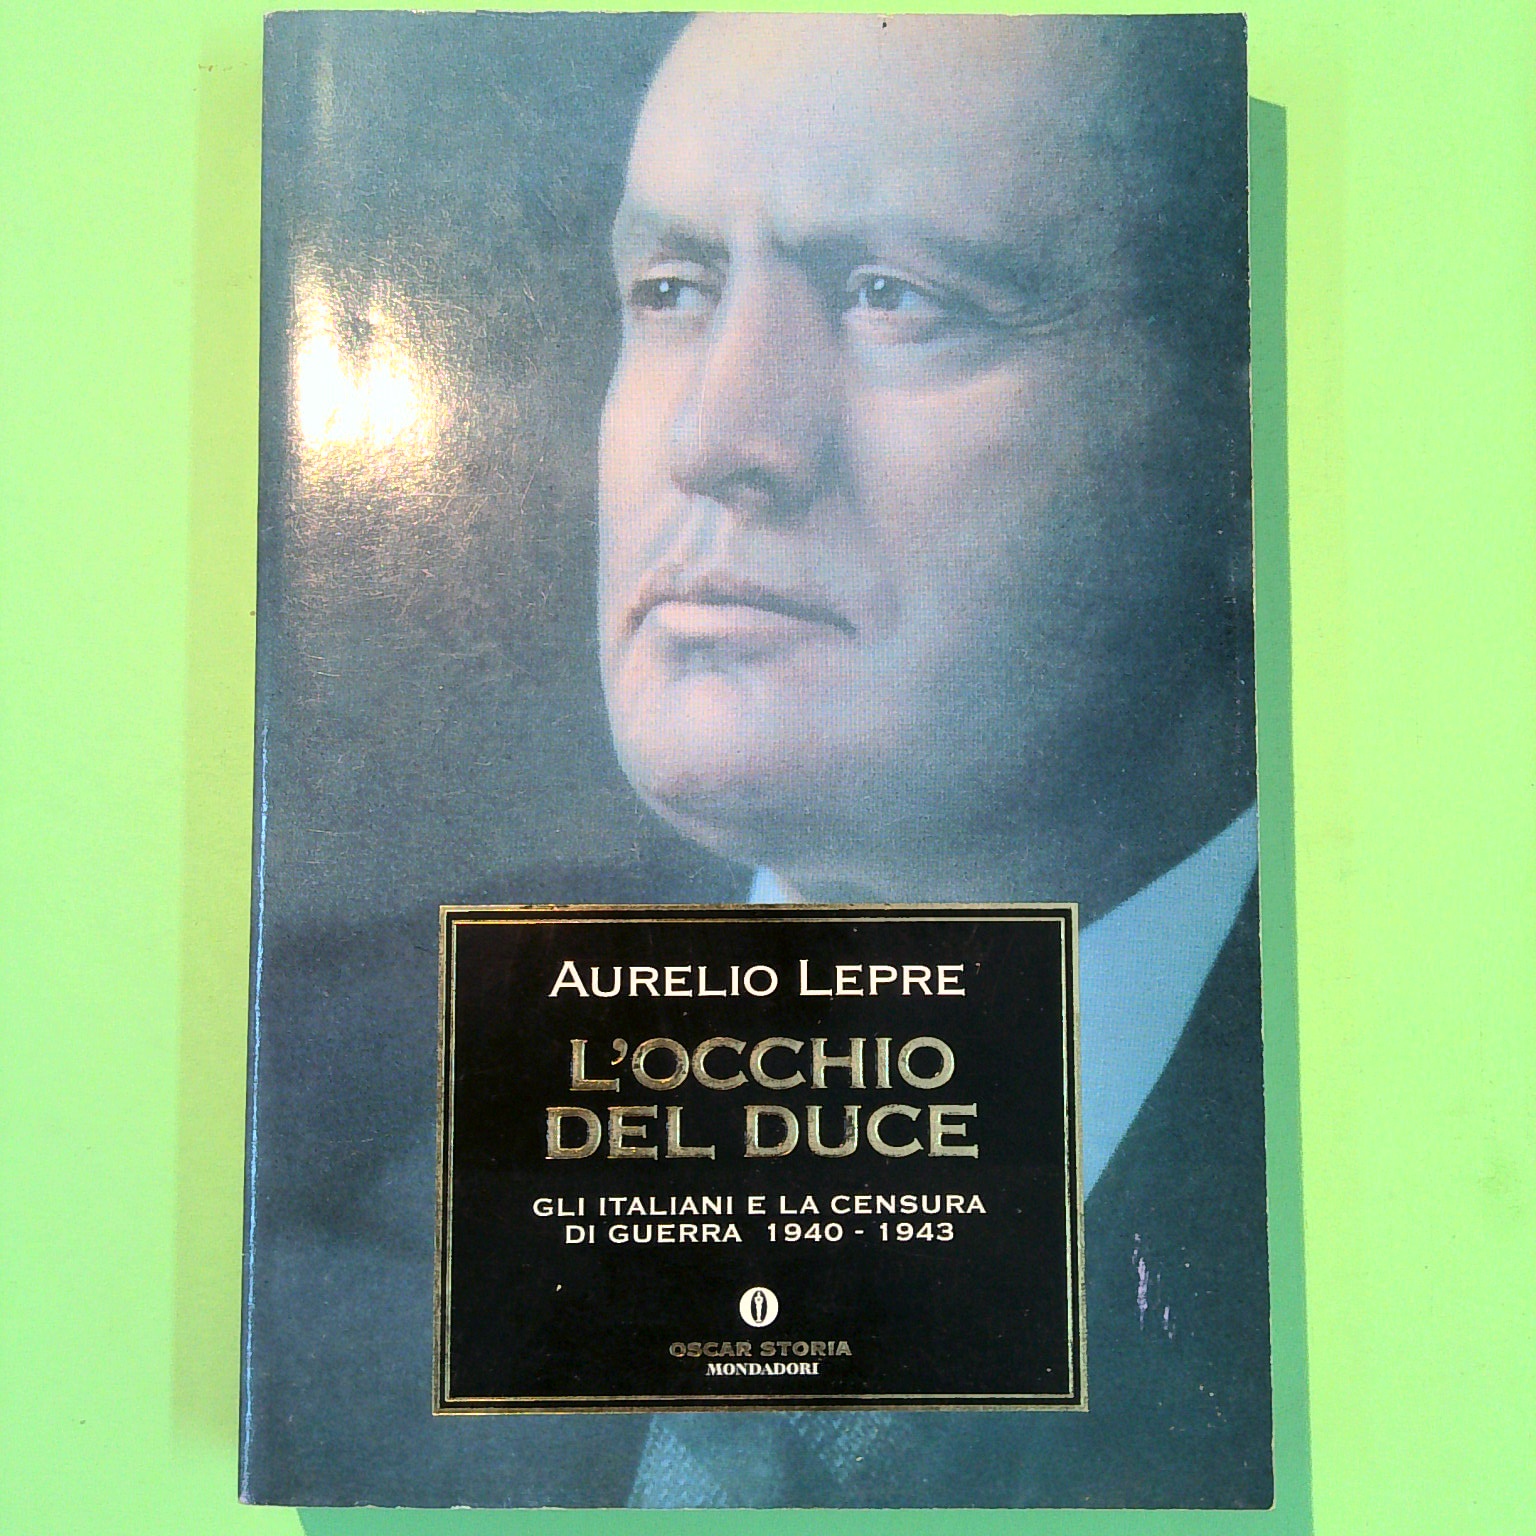 AURELIO LEPRE
L'OCCHIO
DEL DUCE
GLI ITALIANI E LA CENSURA
DI GUERRA 1940 - 1943
OSCAR STORIA
MONDADORI